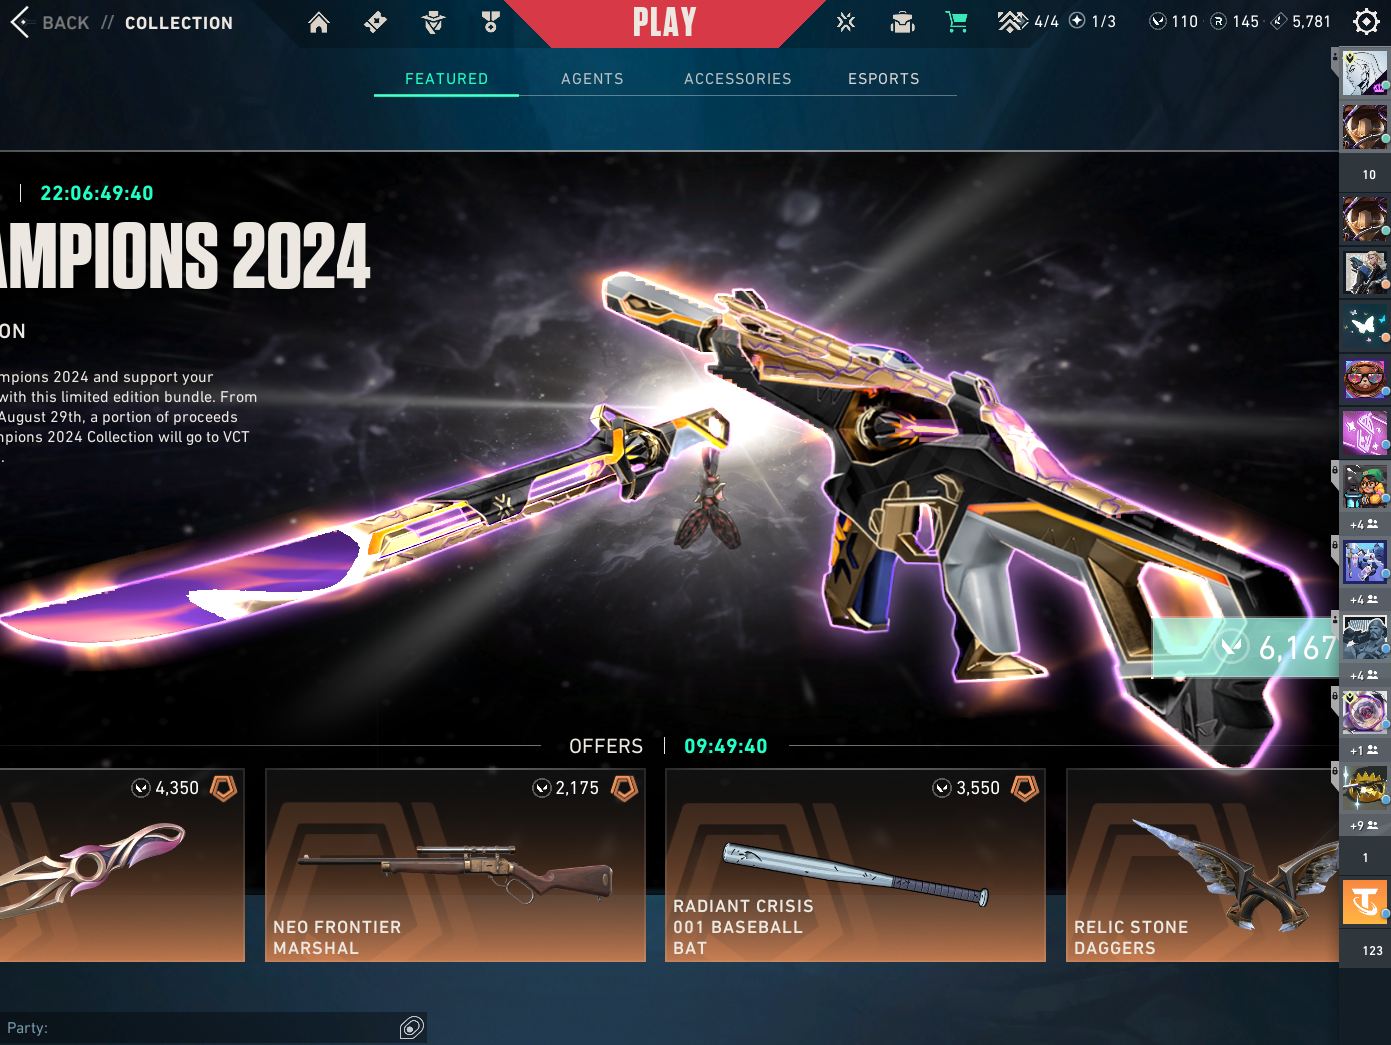 BACK // COLLECTION
PLAY
4/4
1/3
110
145
5,781
FEATURED
AGENTS
ACCESSORIES
ESPORTS
22:06:49:40
AMPIONS 2024
ON
mpions 2024 and support your
with this limited edition bundle. From
August 29th, a portion of proceeds
mpions 2024 Collection will go to VCT
.
6,167
OFFERS | 09:49:40
4,350
2,175
NEO FRONTIER
MARSHAL
3,550
RADIANT CRISIS
001 BASEBALL
BAT
RELIC STONE
DAGGERS
10
+4
+4
+4
+1
+9
1
123
Party: